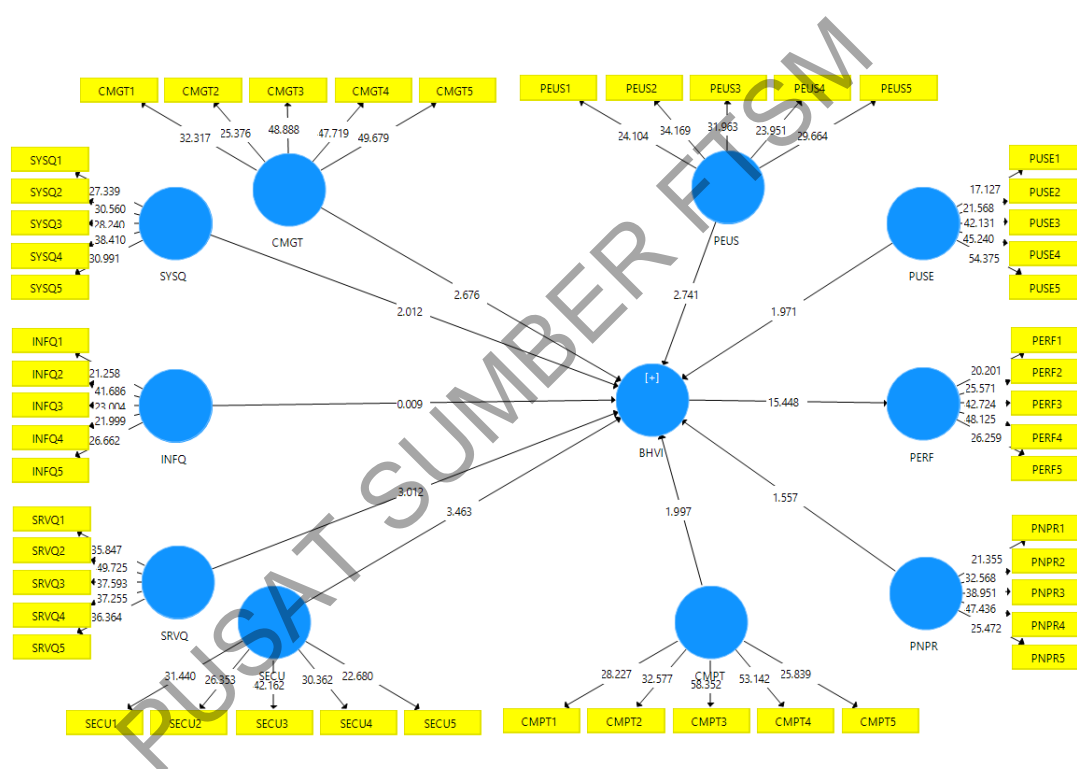 PUSAT SUMBER FTSM
CMGT1 CMGT2 CMGT3 CMGT4 CMGT5
32.317 25.376 48.888 47.719 49.679
CMGT
PEUS1 PEUS2 PEUS3 PEUS4 PEUS5
24.104 34.169 31.963 23.951 29.664
PEUS
SYSQ1
SYSQ2
SYSQ3
SYSQ4
SYSQ5
27.339
30.560
28.240
38.410
30.991
SYSQ
PUSE1
PUSE2
PUSE3
PUSE4
PUSE5
17.127
21.568
42.131
45.240
54.375
PUSE
2.676
2.012
2.741
1.971
INFQ1
INFQ2
INFQ3
INFQ4
INFQ5
21.258
41.686
23.004
21.999
26.662
INFQ
0.009
[+]
BHVI
15.448
PERF1
PERF2
PERF3
PERF4
PERF5
20.201
25.571
42.724
48.125
26.259
PERF
3.012
3.463
1.997
1.557
SRVQ1
SRVQ2
SRVQ3
SRVQ4
SRVQ5
35.847
49.725
37.593
37.255
36.364
SRVQ
PNPR1
PNPR2
PNPR3
PNPR4
PNPR5
21.355
32.568
38.951
47.436
25.472
PNPR
SECU
31.440 26.353 42.162 30.362 22.680
SECU1 SECU2 SECU3 SECU4 SECU5
CMPT
28.227 32.577 58.352 53.142 25.839
CMPT1 CMPT2 CMPT3 CMPT4 CMPT5